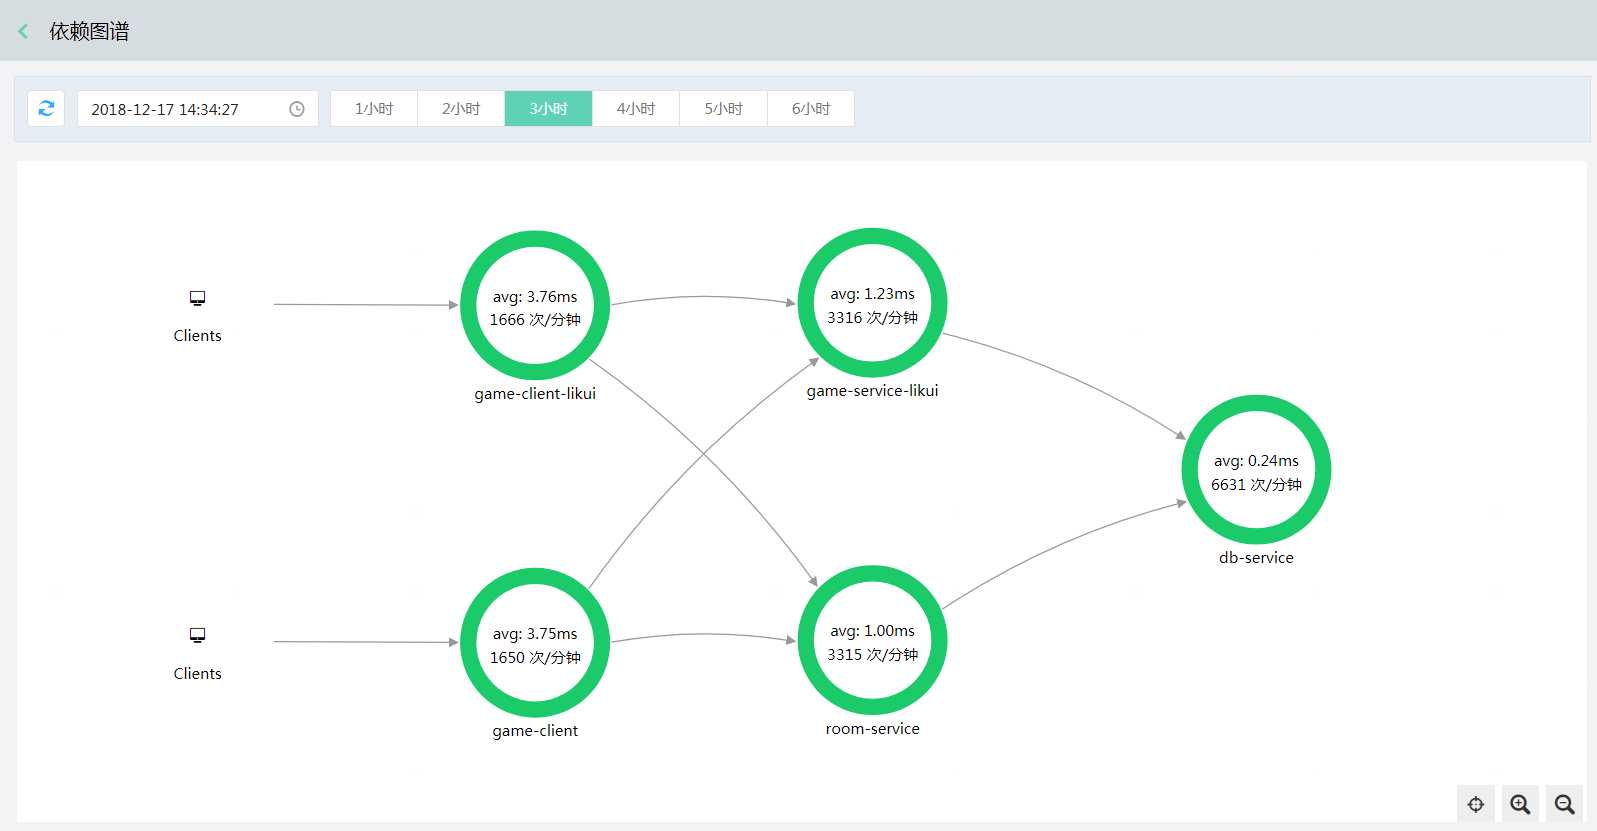 依赖图谱
2018-12-17 14:34:27
1小时
2小时
3小时
4小时
5小时
6小时
Clients
avg: 3.76ms
1666 次/分钟
game-client-likui
avg: 1.23ms
3316 次/分钟
game-service-likui
avg: 0.24ms
6631 次/分钟
db-service
Clients
avg: 3.75ms
1650 次/分钟
game-client
avg: 1.00ms
3315 次/分钟
room-service